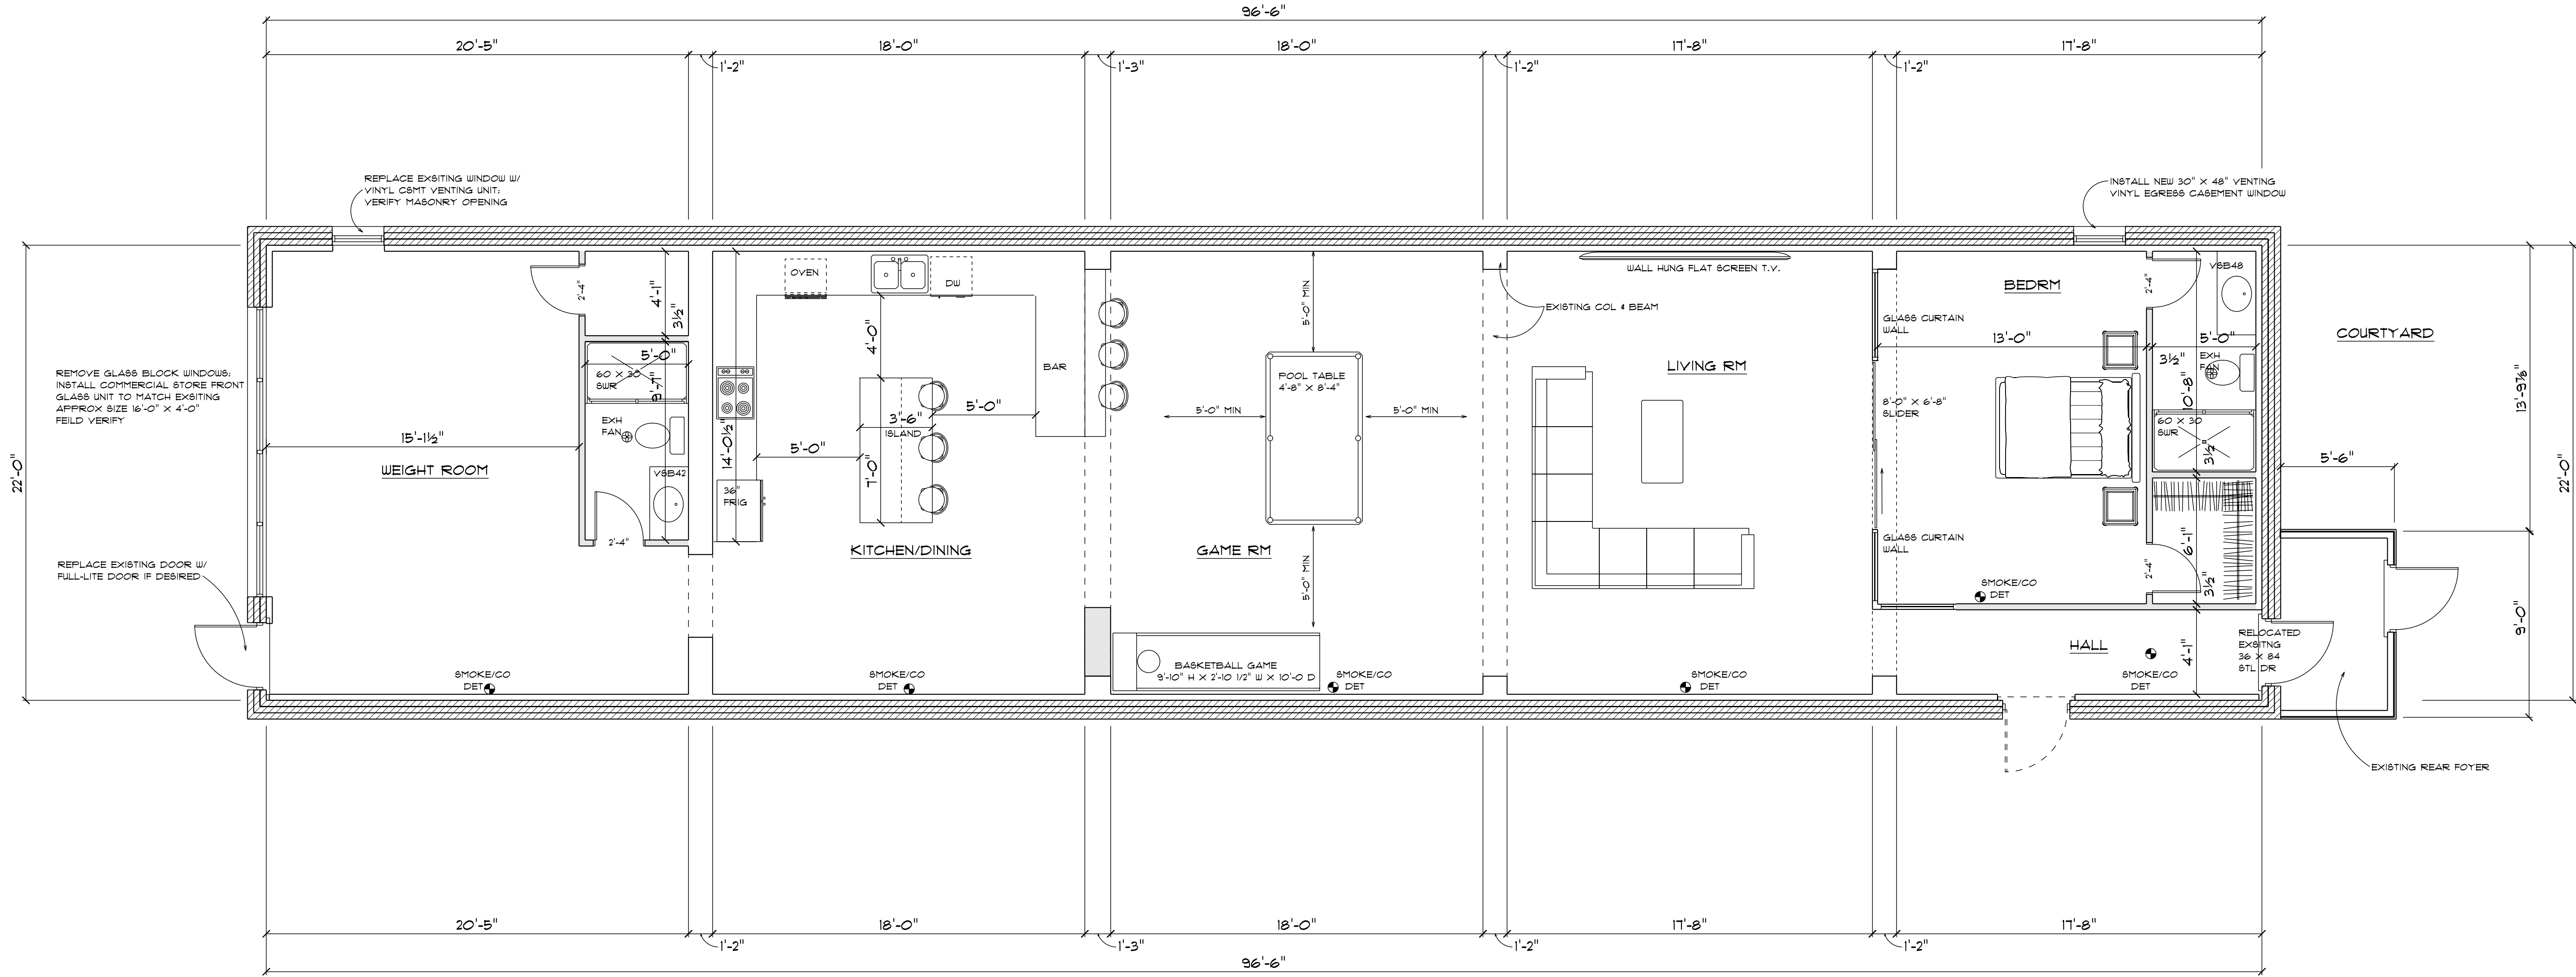 96'-6"
20'-5"
18'-0"
18'-0"
17'-8"
17'-8"
1'-2"
1'-3"
1'-2"
1'-2"
REPLACE EXSITING WINDOW W/
VINYL CSMT VENTING UNIT;
VERIFY MASONRY OPENING
INSTALL NEW 30" X 48" VENTING
VINYL EGRESS CASEMENT WINDOW
22'-0"
REMOVE GLASS BLOCK WINDOWS;
INSTALL COMMERCIAL STORE FRONT
GLASS UNIT TO MATCH EXSITING
APPROX SIZE 16'-0" X 4'-0"
FEILD VERIFY
REPLACE EXISTING DOOR W/
FULL-LITE DOOR IF DESIRED
15'-1½"
WEIGHT ROOM
2'-4"
4'-1"
3½"
5'-0"
60 X 30
SWR
9'-7"
EXH
FAN
VSB42
2'-4"
SMOKE/CO
DET
OVEN
DW
4'-0"
BAR
14'-0½"
3'-6"
ISLAND
5'-0"
5'-0"
7'-0"
36"
FRIG
KITCHEN/DINING
SMOKE/CO
DET
5'-0" MIN
POOL TABLE
4'-8" X 8'-4"
5'-0" MIN
5'-0" MIN
5'-0" MIN
GAME RM
BASKETBALL GAME
9'-10" H X 2'-10 1/2" W X 10'-0 D
SMOKE/CO
DET
WALL HUNG FLAT SCREEN T.V.
EXISTING COL & BEAM
LIVING RM
SMOKE/CO
DET
BEDRM
GLASS CURTAIN
WALL
13'-0"
8'-0" X 6'-8"
SLIDER
GLASS CURTAIN
WALL
SMOKE/CO
DET
2'-4"
VSB48
5'-0"
3½"
EXH
FAN
10'-8"
60 X 30
SWR
3½"
6'-1"
2'-4"
3½"
HALL
4'-1"
SMOKE/CO
DET
RELOCATED
EXSITNG
36 X 84
STL DR
COURTYARD
5'-6"
13'-9⅞"
9'-0"
22'-0"
EXISTING REAR FOYER
20'-5"
18'-0"
18'-0"
17'-8"
17'-8"
1'-2"
1'-3"
1'-2"
1'-2"
96'-6"